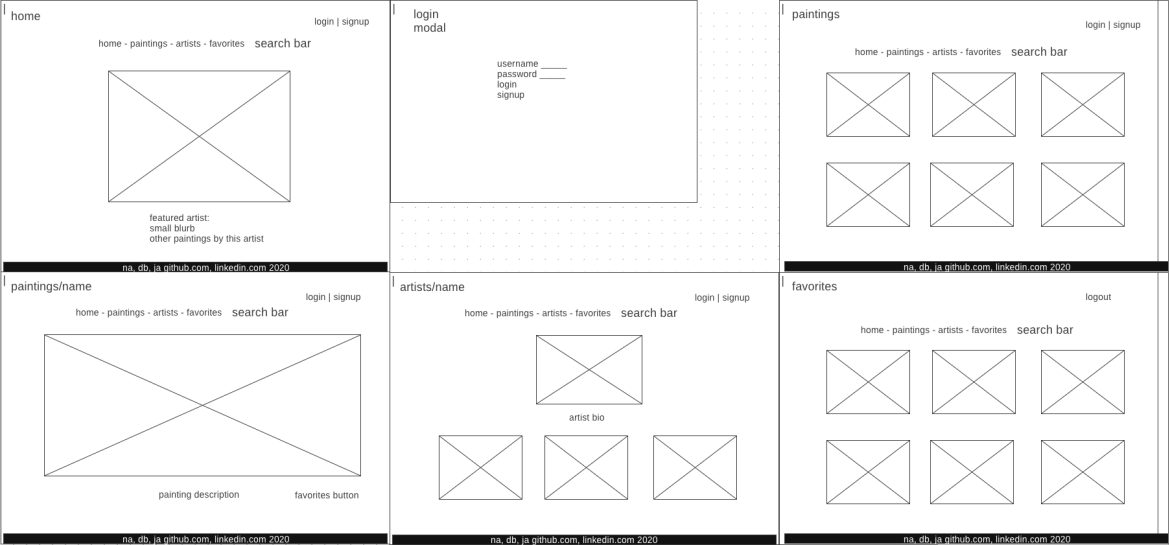 home
login | signup
home - paintings - artists - favorites search bar
featured artist:
small blurb
other paintings by this artist
na, db, ja github.com, linkedin.com 2020
login
modal
username _____
password _____
login
signup
paintings
login | signup
home - paintings - artists - favorites search bar
na, db, ja github.com, linkedin.com 2020
paintings/name
login | signup
home - paintings - artists - favorites search bar
painting description favorites button
na, db, ja github.com, linkedin.com 2020
artists/name
login | signup
home - paintings - artists - favorites search bar
artist bio
na, db, ja github.com, linkedin.com 2020
favorites
logout
home - paintings - artists - favorites search bar
na, db, ja github.com, linkedin.com 2020